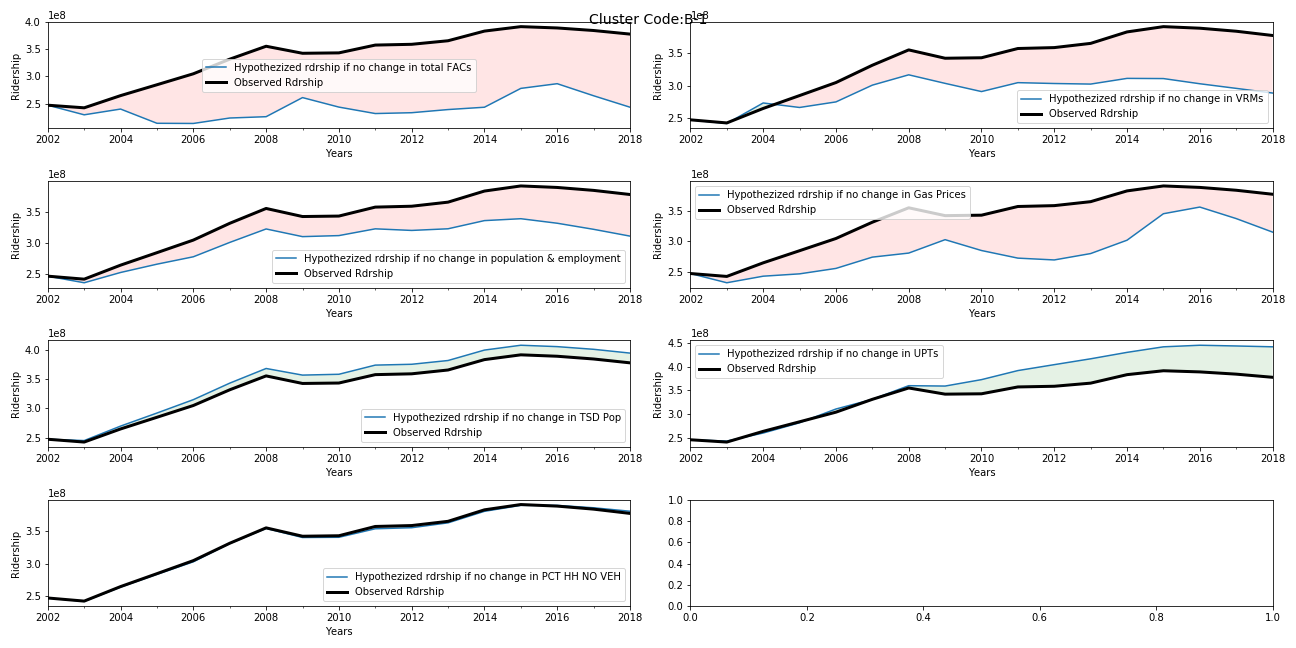 Cluster Code:B-1
1e8
4.0
3.5
3.0
2.5
Ridership
Hypothezized rdrship if no change in total FACs
Observed Rdrship
2002 2004 2006 2008 2010 2012 2014 2016 2018
Years
1e8
3.5
3.0
2.5
Ridership
Hypothezized rdrship if no change in VRMs
Observed Rdrship
2002 2004 2006 2008 2010 2012 2014 2016 2018
Years
1e8
3.5
3.0
2.5
Ridership
Hypothezized rdrship if no change in population & employment
Observed Rdrship
2002 2004 2006 2008 2010 2012 2014 2016 2018
Years
1e8
3.5
3.0
2.5
Ridership
Hypothezized rdrship if no change in Gas Prices
Observed Rdrship
2002 2004 2006 2008 2010 2012 2014 2016 2018
Years
1e8
4.0
3.5
3.0
2.5
Ridership
Hypothezized rdrship if no change in TSD Pop
Observed Rdrship
2002 2004 2006 2008 2010 2012 2014 2016 2018
Years
1e8
4.5
4.0
3.5
3.0
2.5
Ridership
Hypothezized rdrship if no change in UPTs
Observed Rdrship
2002 2004 2006 2008 2010 2012 2014 2016 2018
Years
1e8
3.5
3.0
2.5
Ridership
Hypothezized rdrship if no change in PCT HH NO VEH
Observed Rdrship
2002 2004 2006 2008 2010 2012 2014 2016 2018
Years
1.0
0.8
0.6
0.4
0.2
0.0
0.0 0.2 0.4 0.6 0.8 1.0